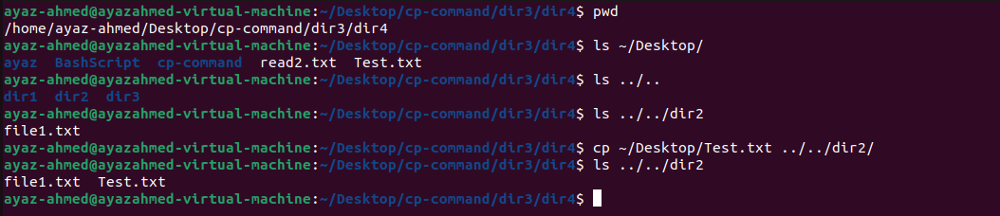 ayaz-ahmed@ayazahmed-virtual-machine:~/Desktop/cp-command/dir3/dir4$ pwd
/home/ayaz-ahmed/Desktop/cp-command/dir3/dir4
ayaz-ahmed@ayazahmed-virtual-machine:~/Desktop/cp-command/dir3/dir4$ ls ~/Desktop/
ayaz  BashScript  cp-command  read2.txt  Test.txt
ayaz-ahmed@ayazahmed-virtual-machine:~/Desktop/cp-command/dir3/dir4$ ls ../..
dir1  dir2  dir3
ayaz-ahmed@ayazahmed-virtual-machine:~/Desktop/cp-command/dir3/dir4$ ls ../../dir2
file1.txt
ayaz-ahmed@ayazahmed-virtual-machine:~/Desktop/cp-command/dir3/dir4$ cp ~/Desktop/Test.txt ../../dir2/
ayaz-ahmed@ayazahmed-virtual-machine:~/Desktop/cp-command/dir3/dir4$ ls ../../dir2
file1.txt  Test.txt
ayaz-ahmed@ayazahmed-virtual-machine:~/Desktop/cp-command/dir3/dir4$